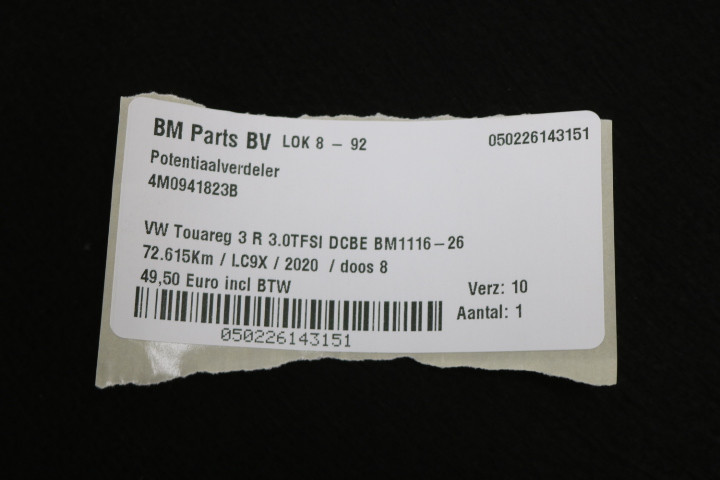 BM Parts BV LOK 8 - 92 050226143151
Potentiaalverdeler
4M0941823B
VW Touareg 3 R 3.0TFSI DCBE BM1116-26
72.615Km / LC9X / 2020 / doos 8
49,50 Euro incl BTW Verz: 10
Aantal: 1
050226143151